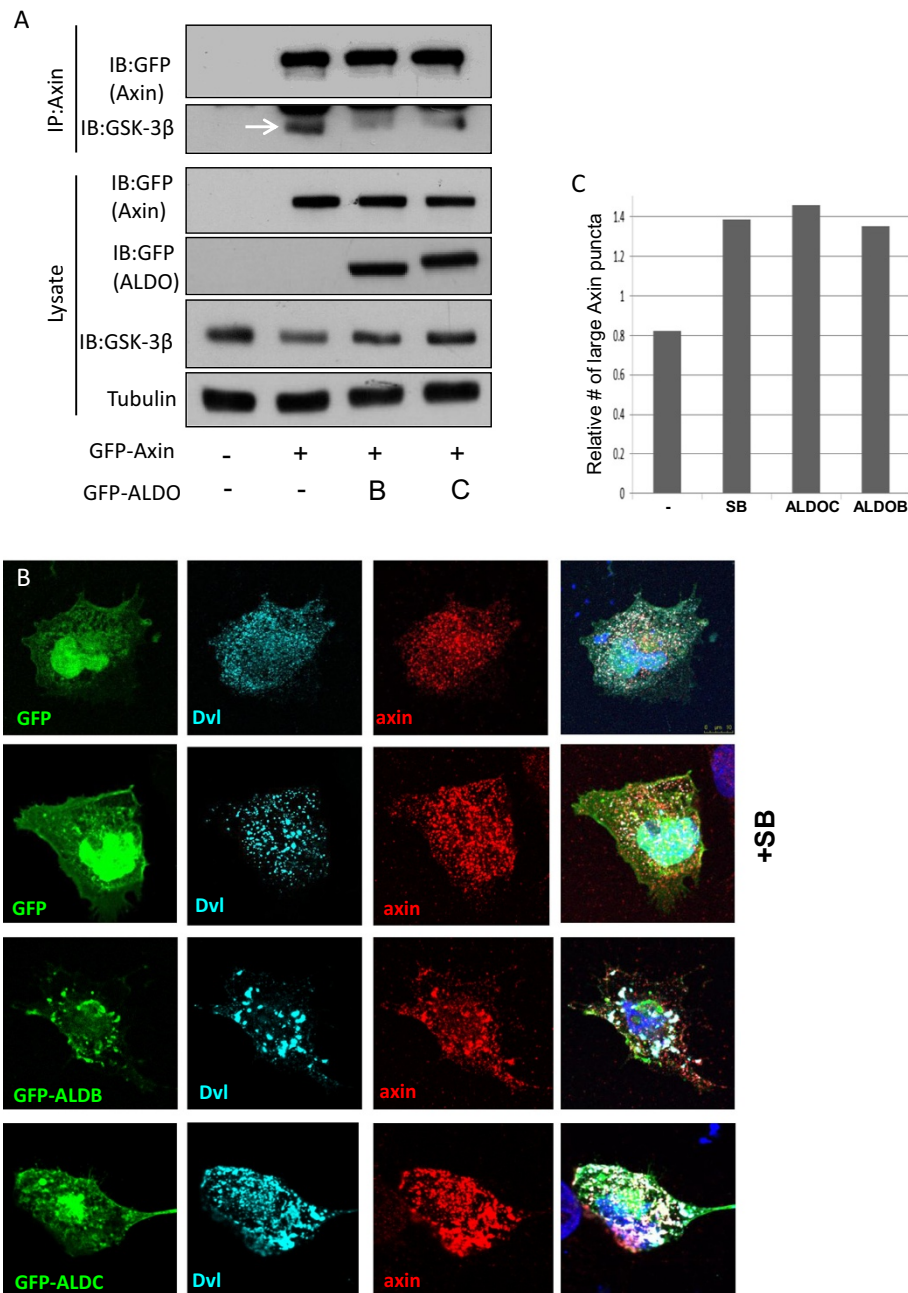 A
IP:Axin
IB:GFP
(Axin)
IB:GSK-3β
Lysate
IB:GFP
(Axin)
IB:GFP
(ALDO)
IB:GSK-3β
Tubulin
GFP-Axin - + + +
GFP-ALDO - - B C
C
Relative # of large Axin puncta
1.4
1.2
1
0.8
0.6
0.4
0.2
0
- SB ALDOC ALDOB
B
GFP Dvl axin
0 µm 10
GFP Dvl axin
+SB
GFP-ALDB Dvl axin
GFP-ALDC Dvl axin